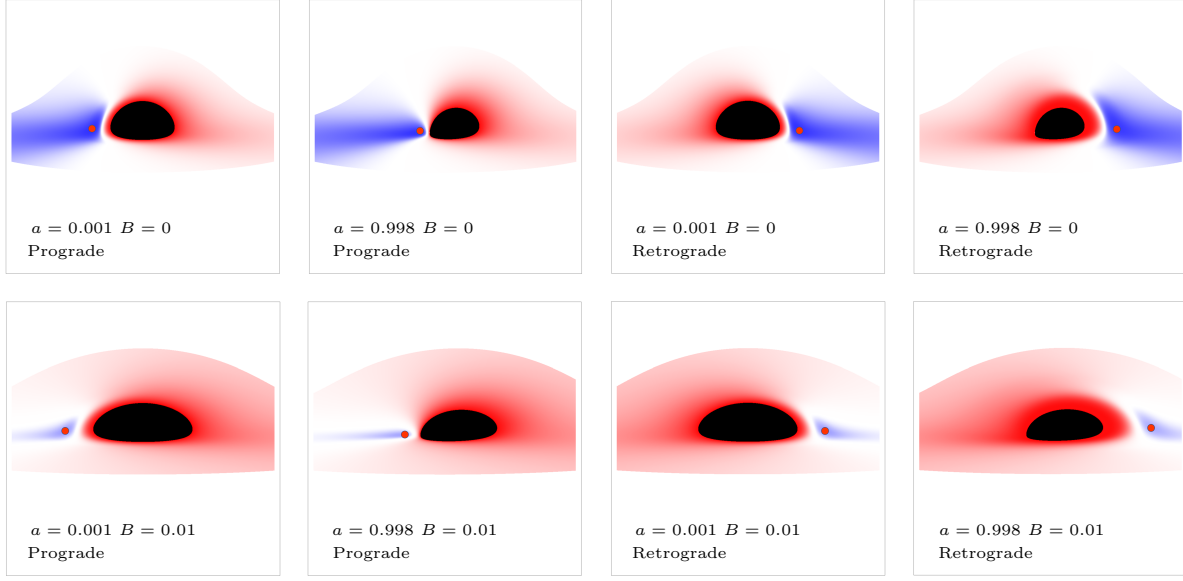 a = 0.001 B = 0
Prograde
a = 0.998 B = 0
Prograde
a = 0.001 B = 0
Retrograde
a = 0.998 B = 0
Retrograde
a = 0.001 B = 0.01
Prograde
a = 0.998 B = 0.01
Prograde
a = 0.001 B = 0.01
Retrograde
a = 0.998 B = 0.01
Retrograde